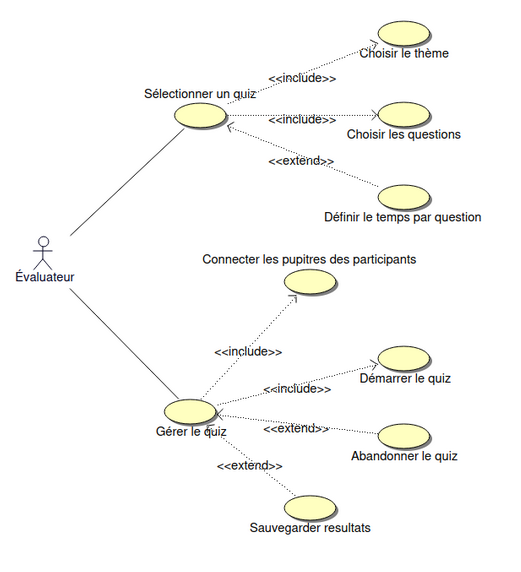 Choisir le thème
<<include>>
Sélectionner un quiz
<<include>>
Choisir les questions
<<extend>>
Définir le temps par question
Évaluateur
Connecter les pupitres des participants
<<include>>
Démarrer le quiz
<<include>>
Gérer le quiz
<<extend>>
Abandonner le quiz
<<extend>>
Sauvegarder resultats